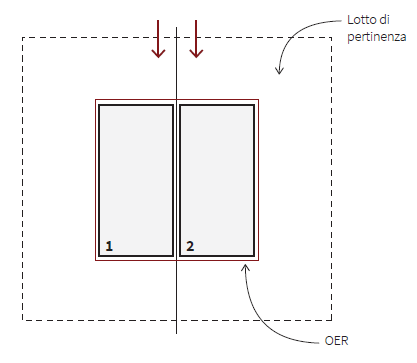 Lotto di
pertinenza
1
2
OER